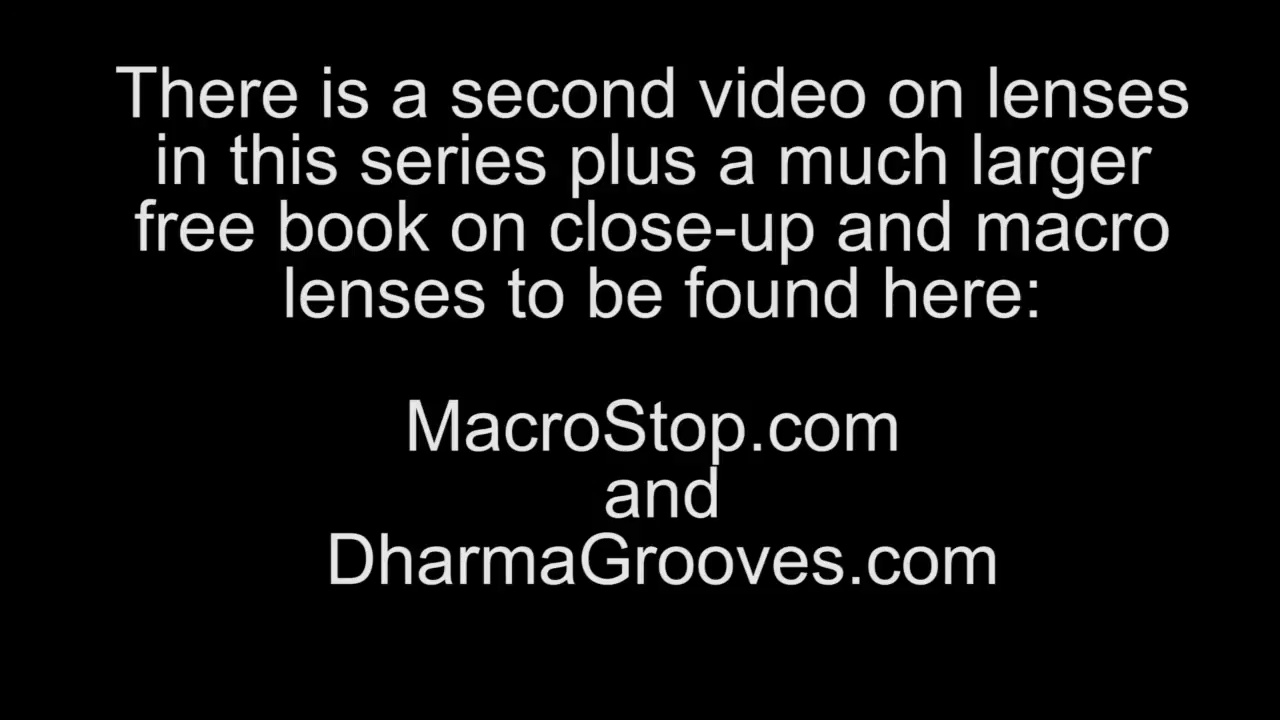 There is a second video on lenses
in this series plus a much larger
free book on close-up and macro
lenses to be found here:
MacroStop.com
and
DharmaGrooves.com